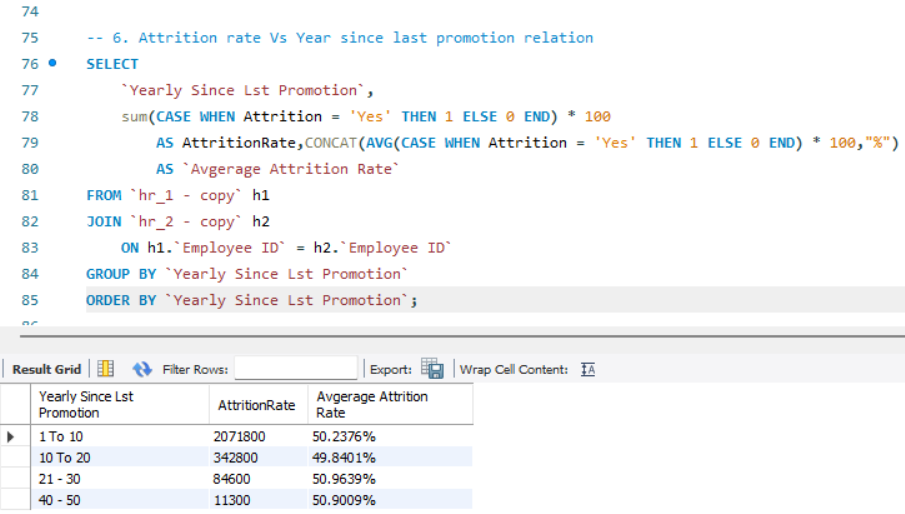 74
75 -- 6. Attrition rate Vs Year since last promotion relation
76 SELECT
77 `Yearly Since Lst Promotion`,
78 sum(CASE WHEN Attrition = 'Yes' THEN 1 ELSE 0 END) * 100
79 AS AttritionRate,CONCAT(AVG(CASE WHEN Attrition = 'Yes' THEN 1 ELSE 0 END) * 100,"%")
80 AS `Avgerage Attrition Rate`
81 FROM `hr_1 - copy` h1
82 JOIN `hr_2 - copy` h2
83 ON h1.`Employee ID` = h2.`Employee ID`
84 GROUP BY `Yearly Since Lst Promotion`
85 ORDER BY `Yearly Since Lst Promotion`;
Result Grid Filter Rows: Export: Wrap Cell Content: IA
Yearly Since Lst Promotion AttritionRate Avgerage Attrition Rate
1 To 10 2071800 50.2376%
10 To 20 342800 49.8401%
21 - 30 84600 50.9639%
40 - 50 11300 50.9009%